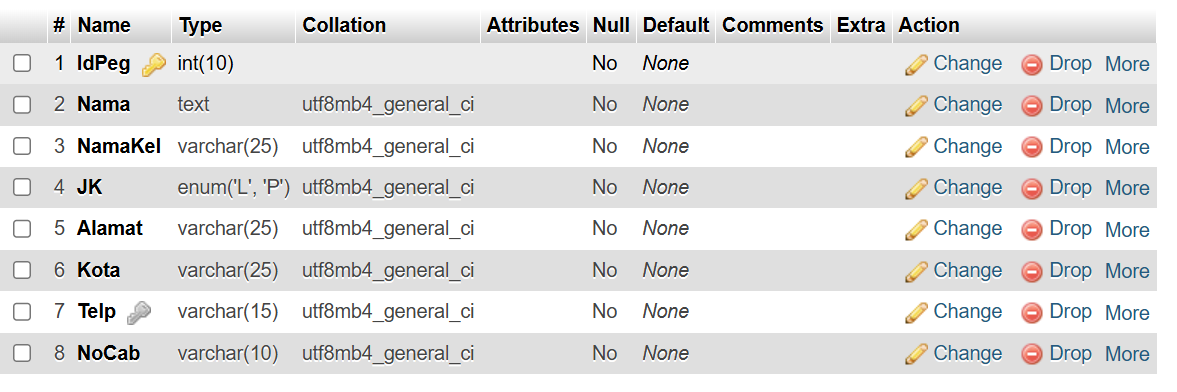 # Name Type Collation Attributes Null Default Comments Extra Action
1 IdPeg int(10) No None Change Drop More
2 Nama text utf8mb4_general_ci No None Change Drop More
3 NamaKel varchar(25) utf8mb4_general_ci No None Change Drop More
4 JK enum('L', 'P') utf8mb4_general_ci No None Change Drop More
5 Alamat varchar(25) utf8mb4_general_ci No None Change Drop More
6 Kota varchar(25) utf8mb4_general_ci No None Change Drop More
7 Telp varchar(15) utf8mb4_general_ci No None Change Drop More
8 NoCab varchar(10) utf8mb4_general_ci No None Change Drop More